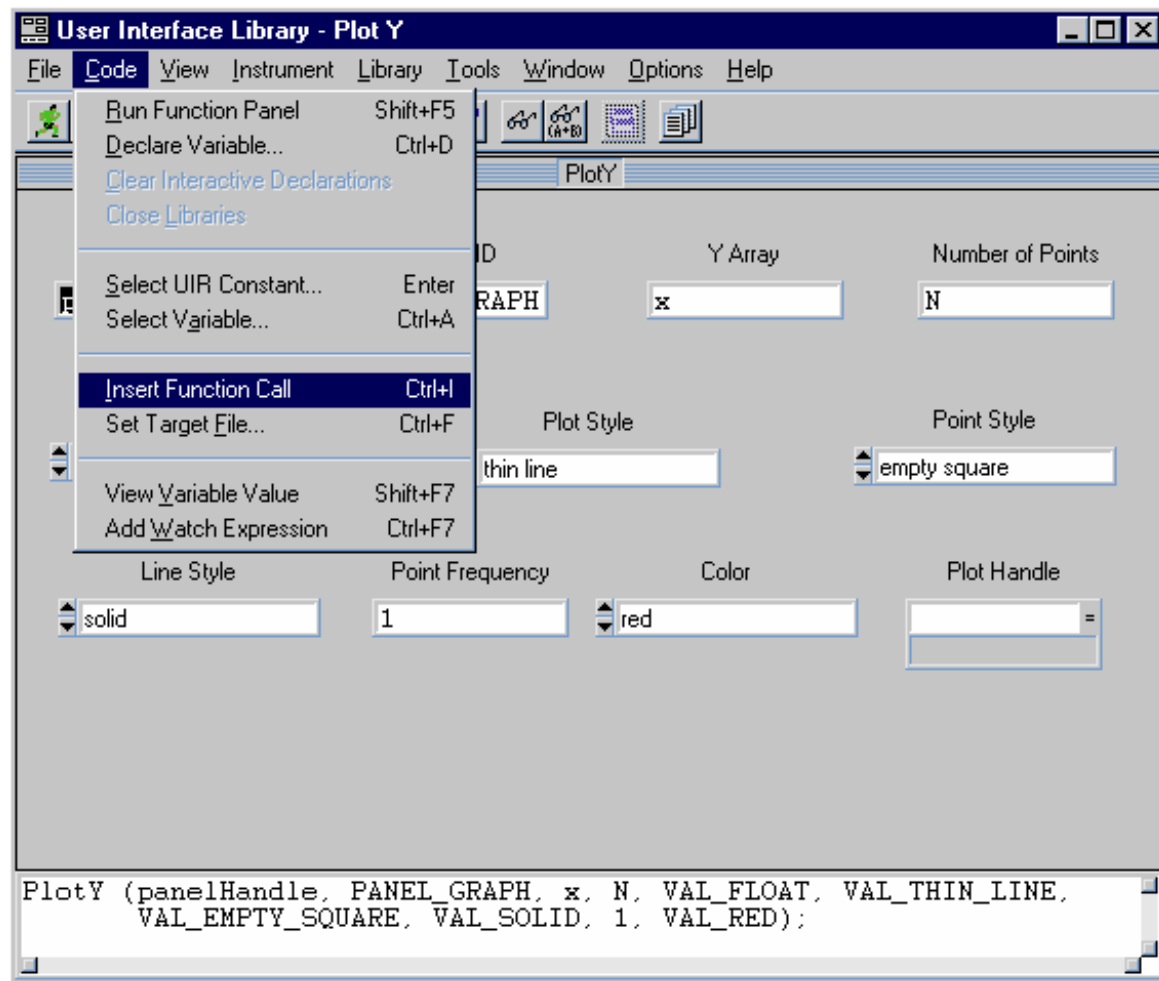 User Interface Library - Plot Y
File Code View Instrument Library Tools Window Options Help
Run Function Panel Shift+F5
Declare Variable... Ctrl+D
Clear Interactive Declarations
Close Libraries
Select UIR Constant... Enter
Select Variable... Ctrl+A
Insert Function Call Ctrl+I
Set Target File... Ctrl+F
View Variable Value Shift+F7
Add Watch Expression Ctrl+F7
(A+B)
PlotY
ID Y Array Number of Points
RAPH x N
Plot Style Point Style
thin line empty square
Line Style Point Frequency Color Plot Handle
solid 1 red =
PlotY (panelHandle, PANEL_GRAPH, x, N, VAL_FLOAT, VAL_THIN_LINE,
VAL_EMPTY_SQUARE, VAL_SOLID, 1, VAL_RED);